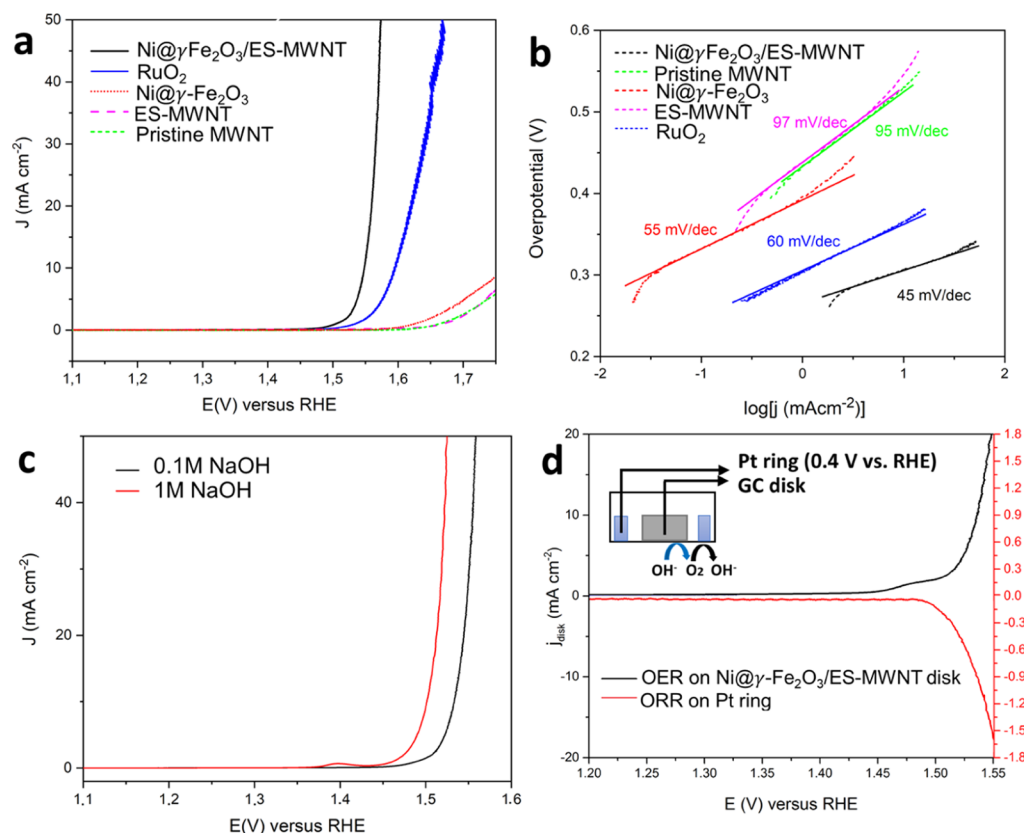 a
50
40
30
20
10
0
J (mA cm⁻²)
Ni@γFe₂O₃/ES-MWNT
RuO₂
Ni@γ-Fe₂O₃
ES-MWNT
Pristine MWNT
1,1
1,2
1,3
1,4
1,5
1,6
1,7
E(V) versus RHE
b
0.6
0.5
0.4
0.3
0.2
Overpotential (V)
Ni@γFe₂O₃/ES-MWNT
Pristine MWNT
Ni@γ-Fe₂O₃
ES-MWNT
RuO₂
97 mV/dec
95 mV/dec
55 mV/dec
60 mV/dec
45 mV/dec
-2
-1
0
1
2
log[j (mAcm⁻²)]
c
40
20
0
J (mA cm⁻²)
0.1M NaOH
1M NaOH
1,1
1,2
1,3
1.4
1,5
1.6
E(V) versus RHE
d
20
10
0
-10
-20
j_disk (mA cm⁻²)
Pt ring (0.4 V vs. RHE)
GC disk
OH⁻ O₂ OH⁻
OER on Ni@γ-Fe₂O₃/ES-MWNT disk
ORR on Pt ring
1.8
1.5
1.2
0.9
0.6
0.3
0.0
-0.3
-0.6
-0.9
-1.2
-1.5
-1.8
1.20
1.25
1.30
1.35
1.40
1.45
1.50
1.55
E (V) versus RHE